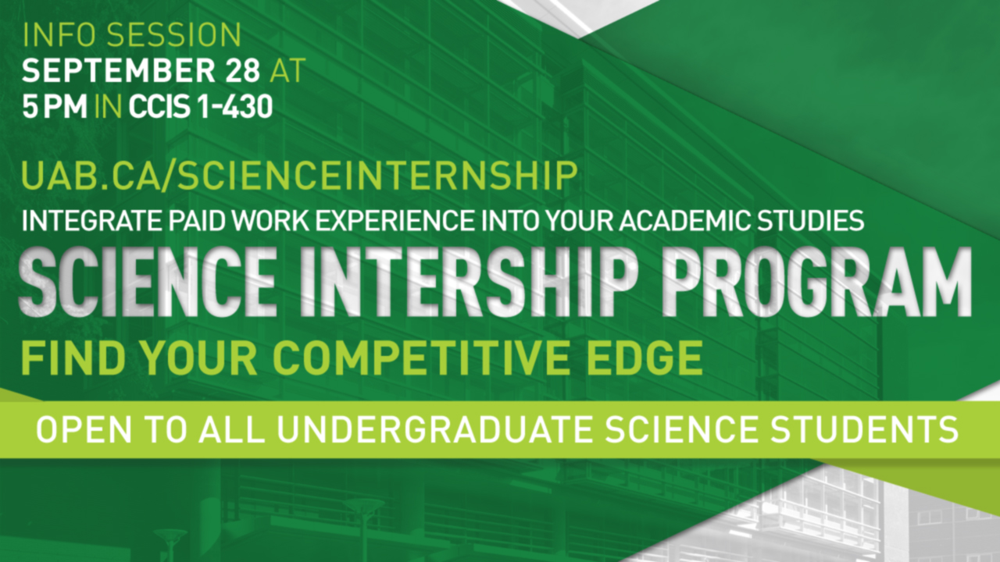 INFO SESSION
SEPTEMBER 28 AT
5 PM IN CCIS 1-430
UAB.CA/SCIENCEINTERNSHIP
INTEGRATE PAID WORK EXPERIENCE INTO YOUR ACADEMIC STUDIES
SCIENCE INTERSHIP PROGRAM
FIND YOUR COMPETITIVE EDGE
OPEN TO ALL UNDERGRADUATE SCIENCE STUDENTS